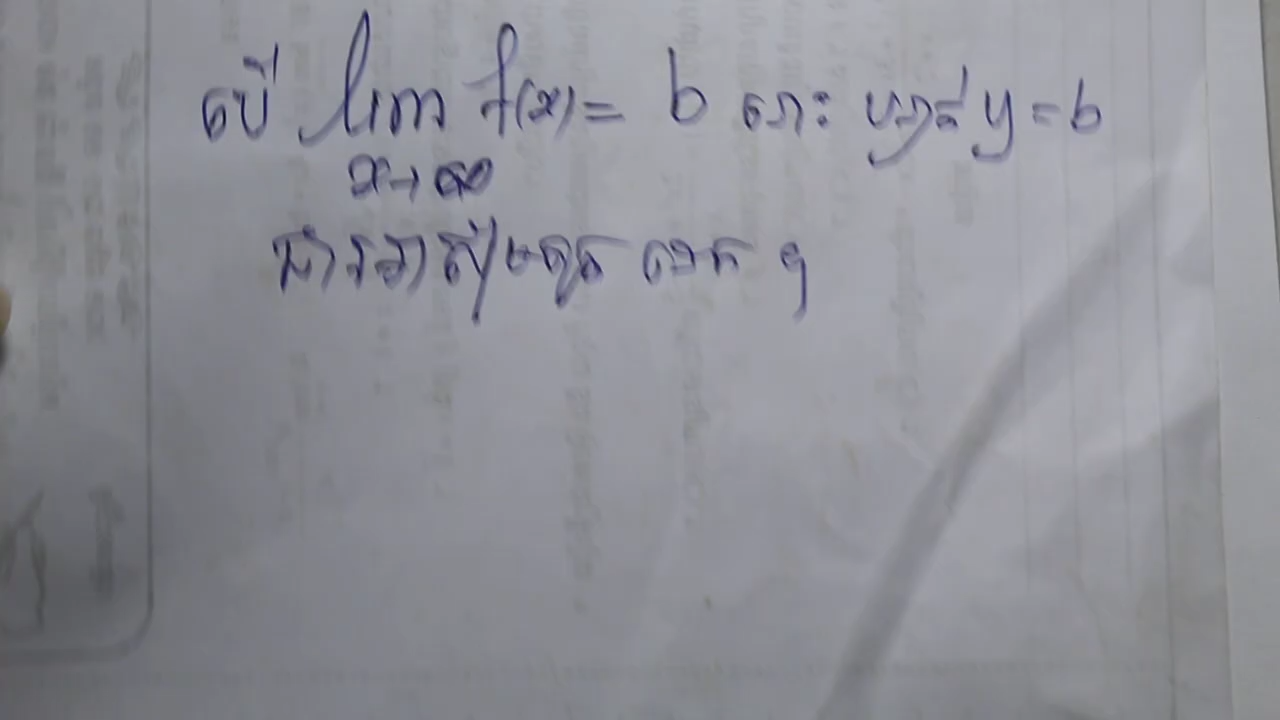 បើ lim f(x) = b នោះ បន្ទាត់ y = b
x→∞
ជាអាស៊ីមតូតដេក ។